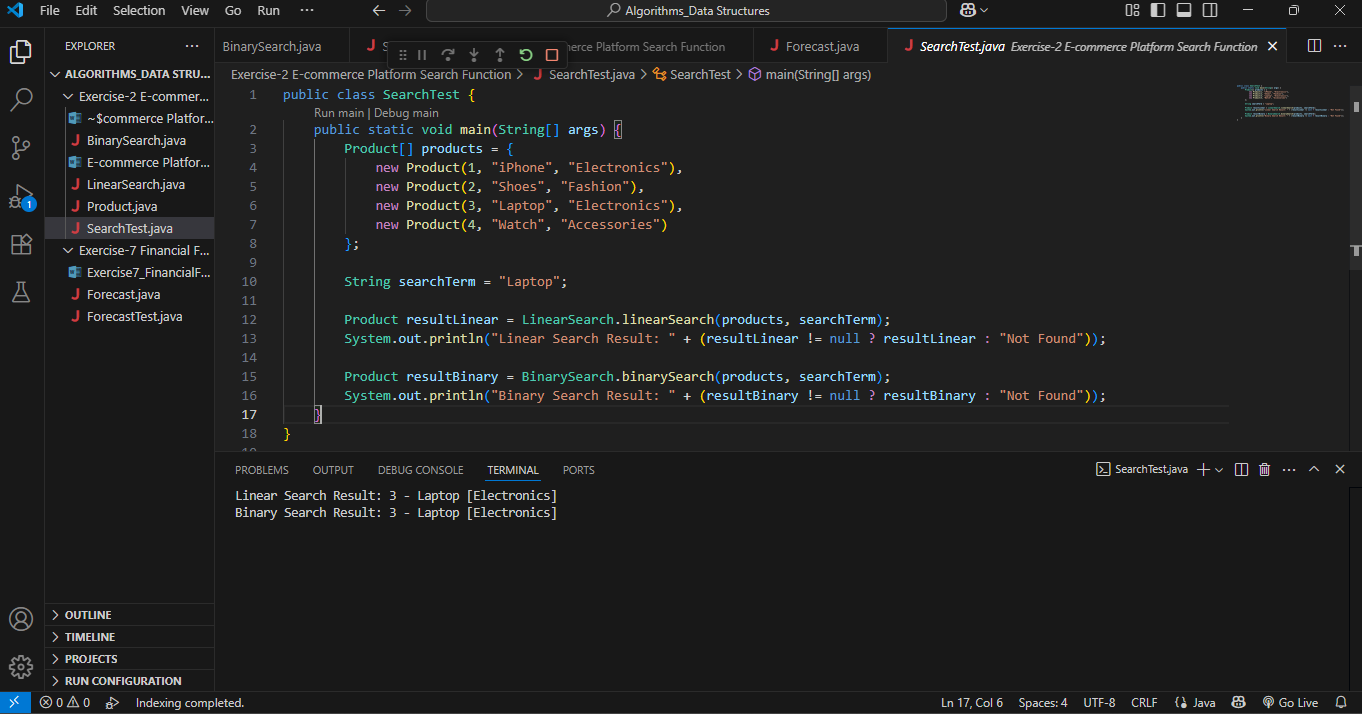 File Edit Selection View Go Run ··· Algorithms_Data Structures
EXPLORER ···
ALGORITHMS_DATA STRU...
Exercise-2 E-commer...
~$commerce Platfor...
BinarySearch.java
E-commerce Platfor...
LinearSearch.java
Product.java
SearchTest.java
Exercise-7 Financial F...
Exercise7_FinancialF...
Forecast.java
ForecastTest.java
1
OUTLINE
TIMELINE
PROJECTS
RUN CONFIGURATION
BinarySearch.java merce Platform Search Function Forecast.java SearchTest.java Exercise-2 E-commerce Platform Search Function
Exercise-2 E-commerce Platform Search Function > SearchTest.java > SearchTest > main(String[] args)
1 public class SearchTest {
Run main | Debug main
2 public static void main(String[] args) {
3 Product[] products = {
4 new Product(1, "iPhone", "Electronics"),
5 new Product(2, "Shoes", "Fashion"),
6 new Product(3, "Laptop", "Electronics"),
7 new Product(4, "Watch", "Accessories")
8 };
9
10 String searchTerm = "Laptop";
11
12 Product resultLinear = LinearSearch.linearSearch(products, searchTerm);
13 System.out.println("Linear Search Result: " + (resultLinear != null ? resultLinear : "Not Found"));
14
15 Product resultBinary = BinarySearch.binarySearch(products, searchTerm);
16 System.out.println("Binary Search Result: " + (resultBinary != null ? resultBinary : "Not Found"));
17 }
18 }
PROBLEMS OUTPUT DEBUG CONSOLE TERMINAL PORTS SearchTest.java
Linear Search Result: 3 - Laptop [Electronics]
Binary Search Result: 3 - Laptop [Electronics]
0 0 Indexing completed. Ln 17, Col 6 Spaces: 4 UTF-8 CRLF Java Go Live